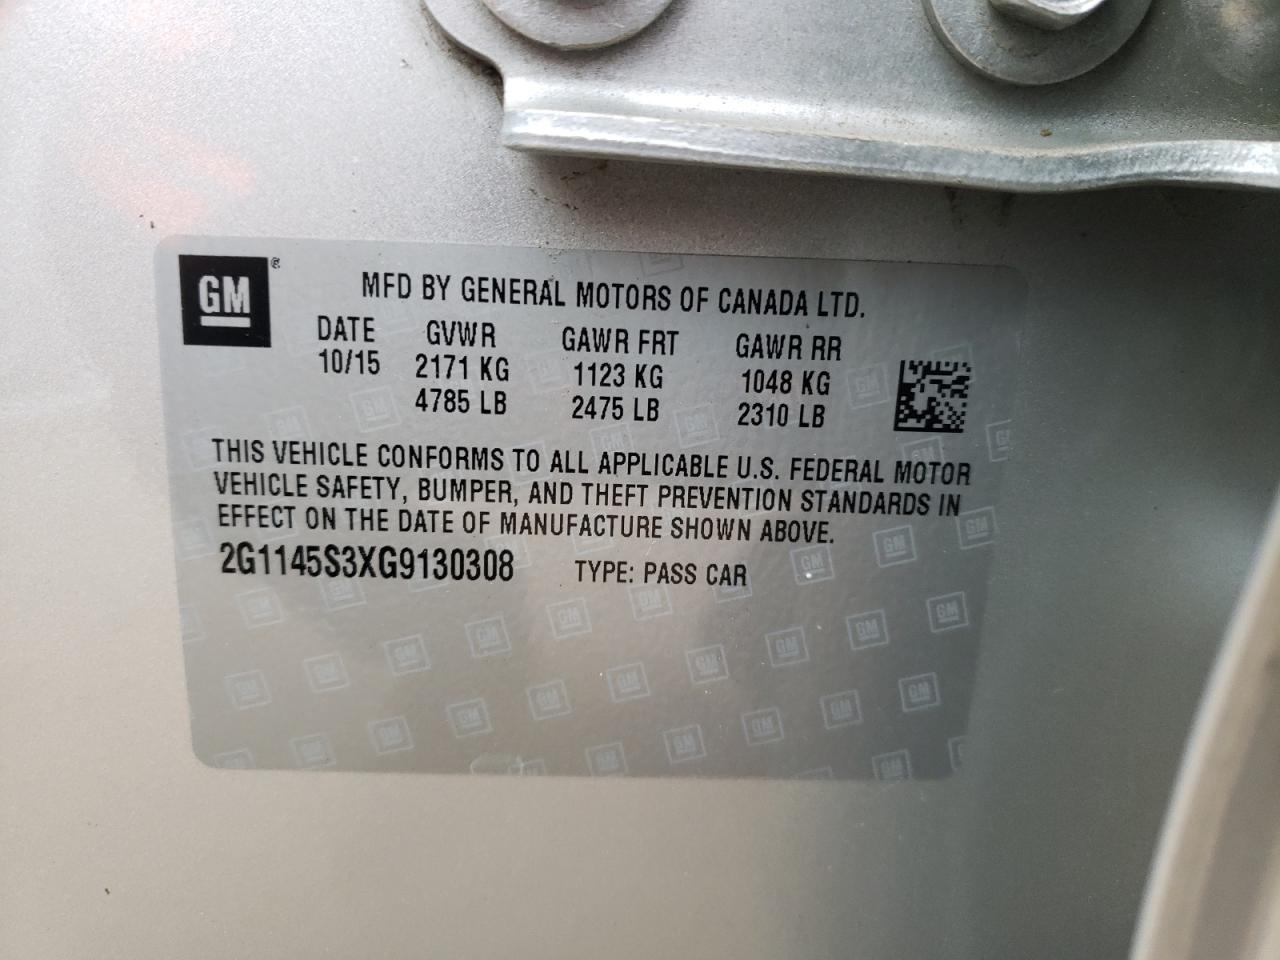 GM ®
MFD BY GENERAL MOTORS OF CANADA LTD.
DATE GVWR GAWR FRT GAWR RR
10/15 2171 KG 1123 KG 1048 KG
4785 LB 2475 LB 2310 LB
THIS VEHICLE CONFORMS TO ALL APPLICABLE U.S. FEDERAL MOTOR
VEHICLE SAFETY, BUMPER, AND THEFT PREVENTION STANDARDS IN
EFFECT ON THE DATE OF MANUFACTURE SHOWN ABOVE.
2G1145S3XG9130308 TYPE: PASS CAR